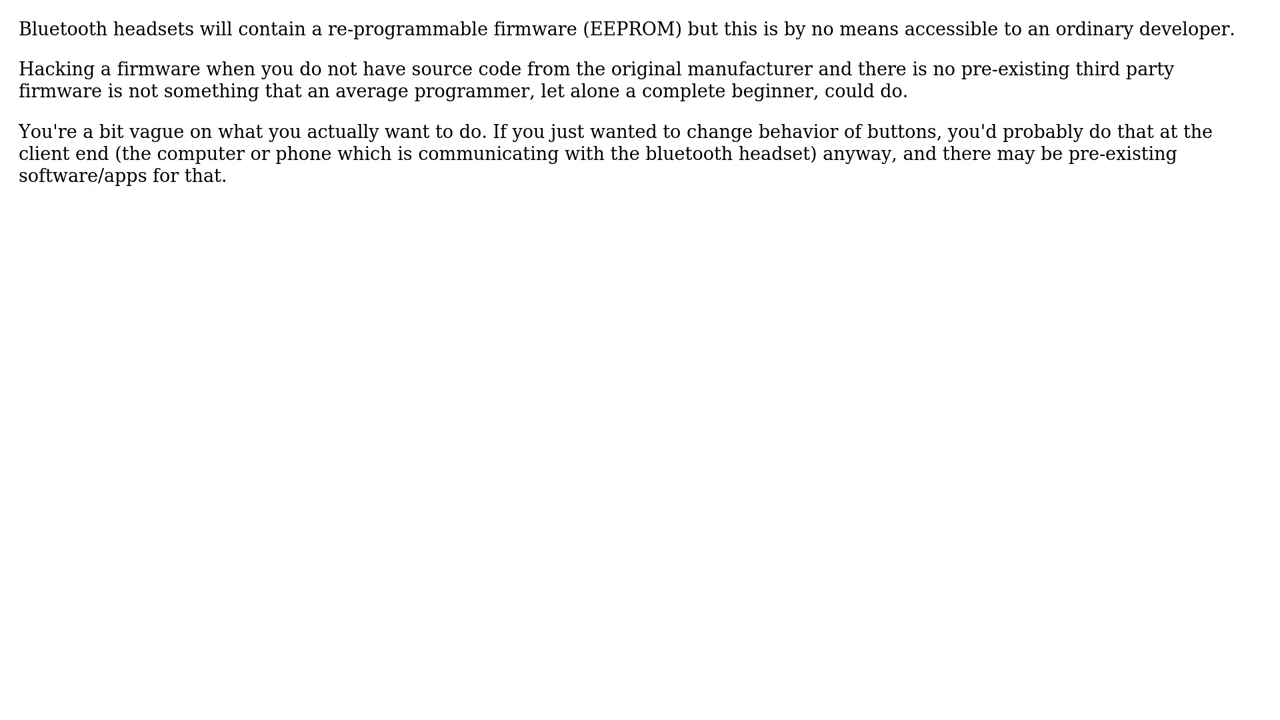 Bluetooth headsets will contain a re-programmable firmware (EEPROM) but this is by no means accessible to an ordinary developer.
Hacking a firmware when you do not have source code from the original manufacturer and there is no pre-existing third party
firmware is not something that an average programmer, let alone a complete beginner, could do.
You're a bit vague on what you actually want to do. If you just wanted to change behavior of buttons, you'd probably do that at the
client end (the computer or phone which is communicating with the bluetooth headset) anyway, and there may be pre-existing
software/apps for that.